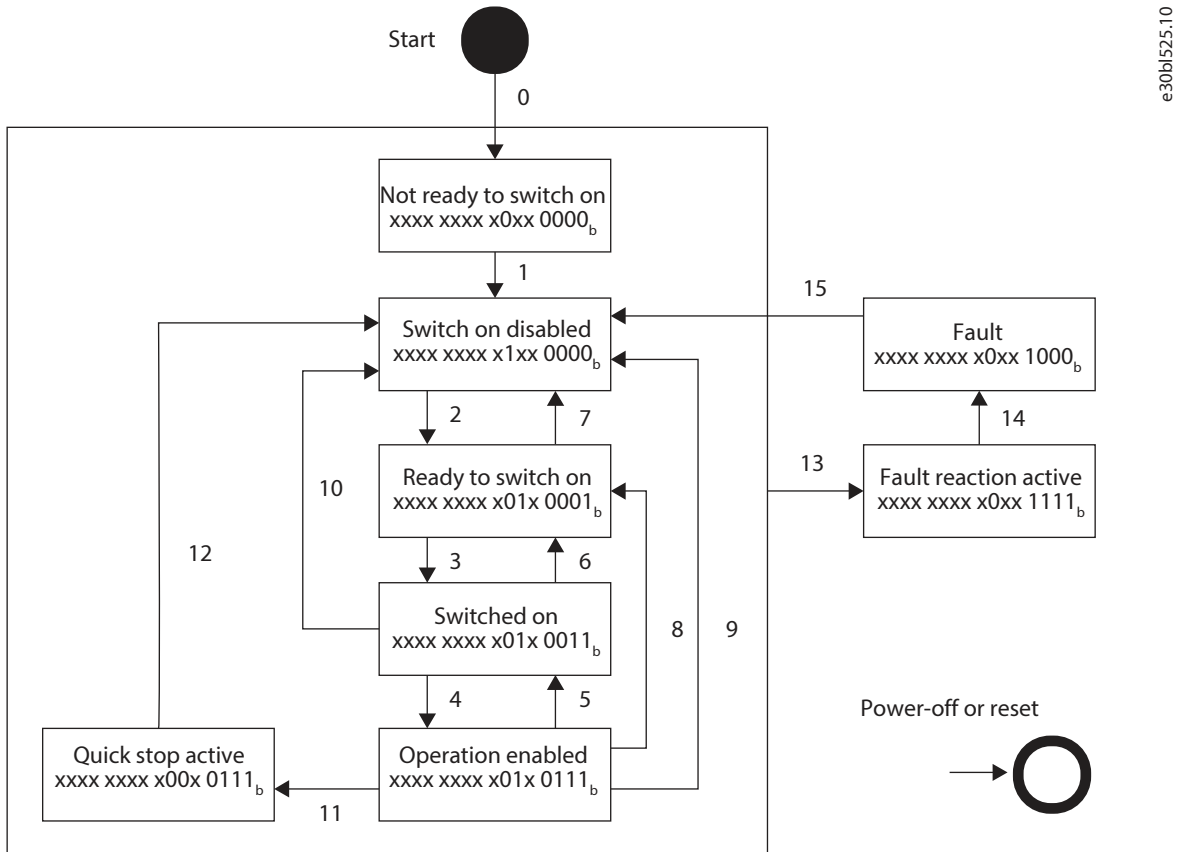 e30bl525.10
Start
0
Not ready to switch on
xxxx xxxx x0xx 0000b
1
15
Switch on disabled
xxxx xxxx x1xx 0000b
Fault
xxxx xxxx x0xx 1000b
2
7
14
10
Ready to switch on
xxxx xxxx x01x 0001b
13
Fault reaction active
xxxx xxxx x0xx 1111b
12
3
6
Switched on
xxxx xxxx x01x 0011b
8
9
4
5
Power-off or reset
Quick stop active
xxxx xxxx x00x 0111b
11
Operation enabled
xxxx xxxx x01x 0111b